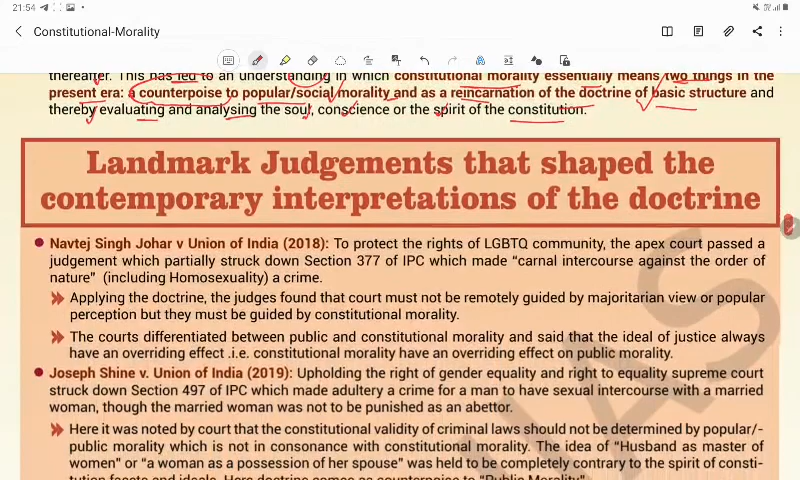 21:54
Constitutional-Morality
thereafter. This has led to an understanding in which constitutional morality essentially means two things in the
present era: a counterpoise to popular/social morality and as a reincarnation of the doctrine of basic structure and
thereby evaluating and analysing the soul, conscience or the spirit of the constitution.
Landmark Judgements that shaped the
contemporary interpretations of the doctrine
Navtej Singh Johar v Union of India (2018): To protect the rights of LGBTQ community, the apex court passed a
judgement which partially struck down Section 377 of IPC which made “carnal intercourse against the order of
nature” (including Homosexuality) a crime.
Applying the doctrine, the judges found that court must not be remotely guided by majoritarian view or popular
perception but they must be guided by constitutional morality.
The courts differentiated between public and constitutional morality and said that the ideal of justice always
have an overriding effect .i.e. constitutional morality have an overriding effect on public morality.
Joseph Shine v. Union of India (2019): Upholding the right of gender equality and right to equality supreme court
struck down Section 497 of IPC which made adultery a crime for a man to have sexual intercourse with a married
woman, though the married woman was not to be punished as an abettor.
Here it was noted by court that the constitutional validity of criminal laws should not be determined by popular/-
public morality which is not in consonance with constitutional morality. The idea of “Husband as master of
women” or “a woman as a possession of her spouse” was held to be completely contrary to the spirit of consti-
tution facets and ideals. Here doctrine comes as counterpoise to “Public Morality”